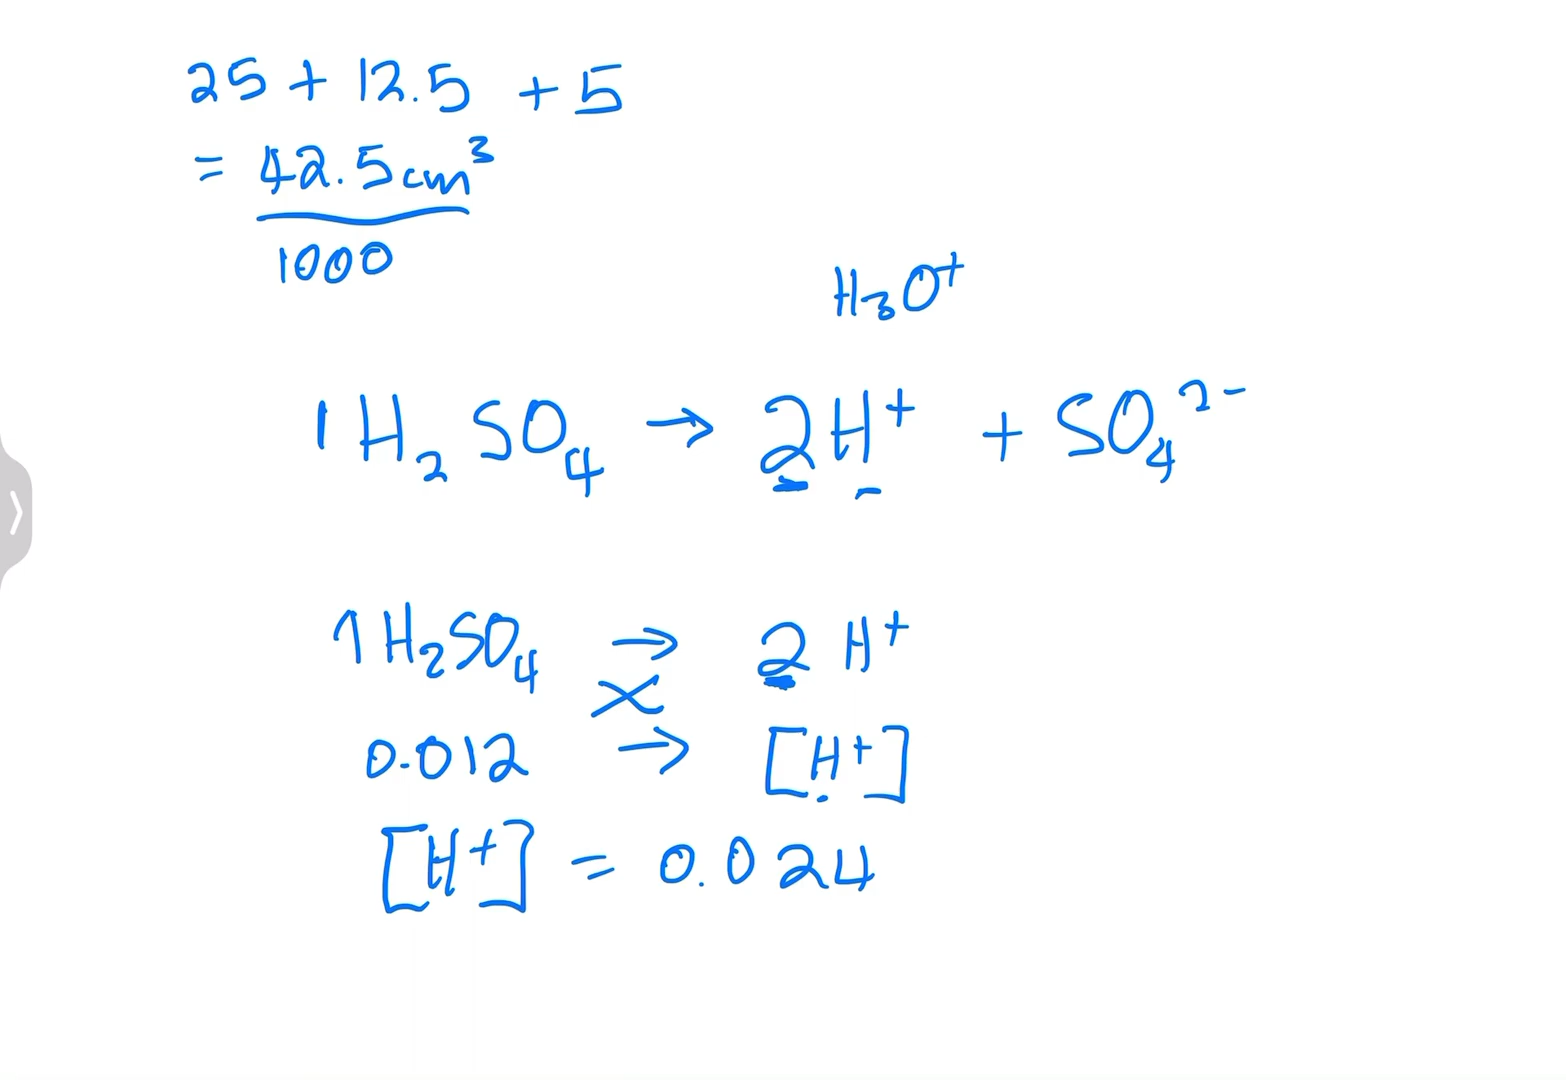 25 + 12.5 + 5
= 42.5 cm³
1000
H₃O⁺
1 H₂SO₄ → 2H⁺ + SO₄²⁻
1 H₂SO₄ → 2 H⁺
0.012 → [H⁺]
[H⁺] = 0.024